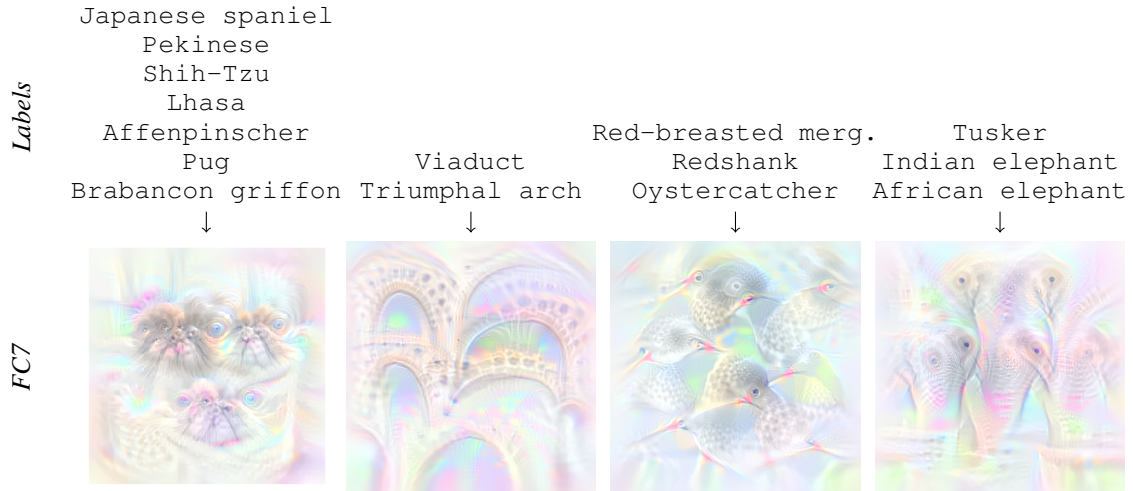 Labels
Japanese spaniel
Pekinese
Shih-Tzu
Lhasa
Affenpinscher
Pug
Brabancon griffon
↓
Viaduct
Triumphal arch
↓
Red-breasted merg.
Redshank
Oystercatcher
↓
Tusker
Indian elephant
African elephant
↓
FC7